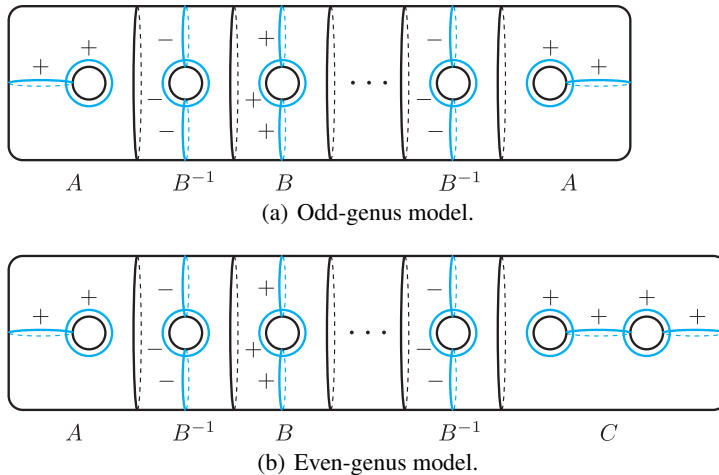 + − + − +
+ · · · +
− + −
− + −
A B⁻¹ B B⁻¹ A
(a) Odd-genus model.
+ − + − + +
+ · · · + +
− + −
− + −
A B⁻¹ B B⁻¹ C
(b) Even-genus model.